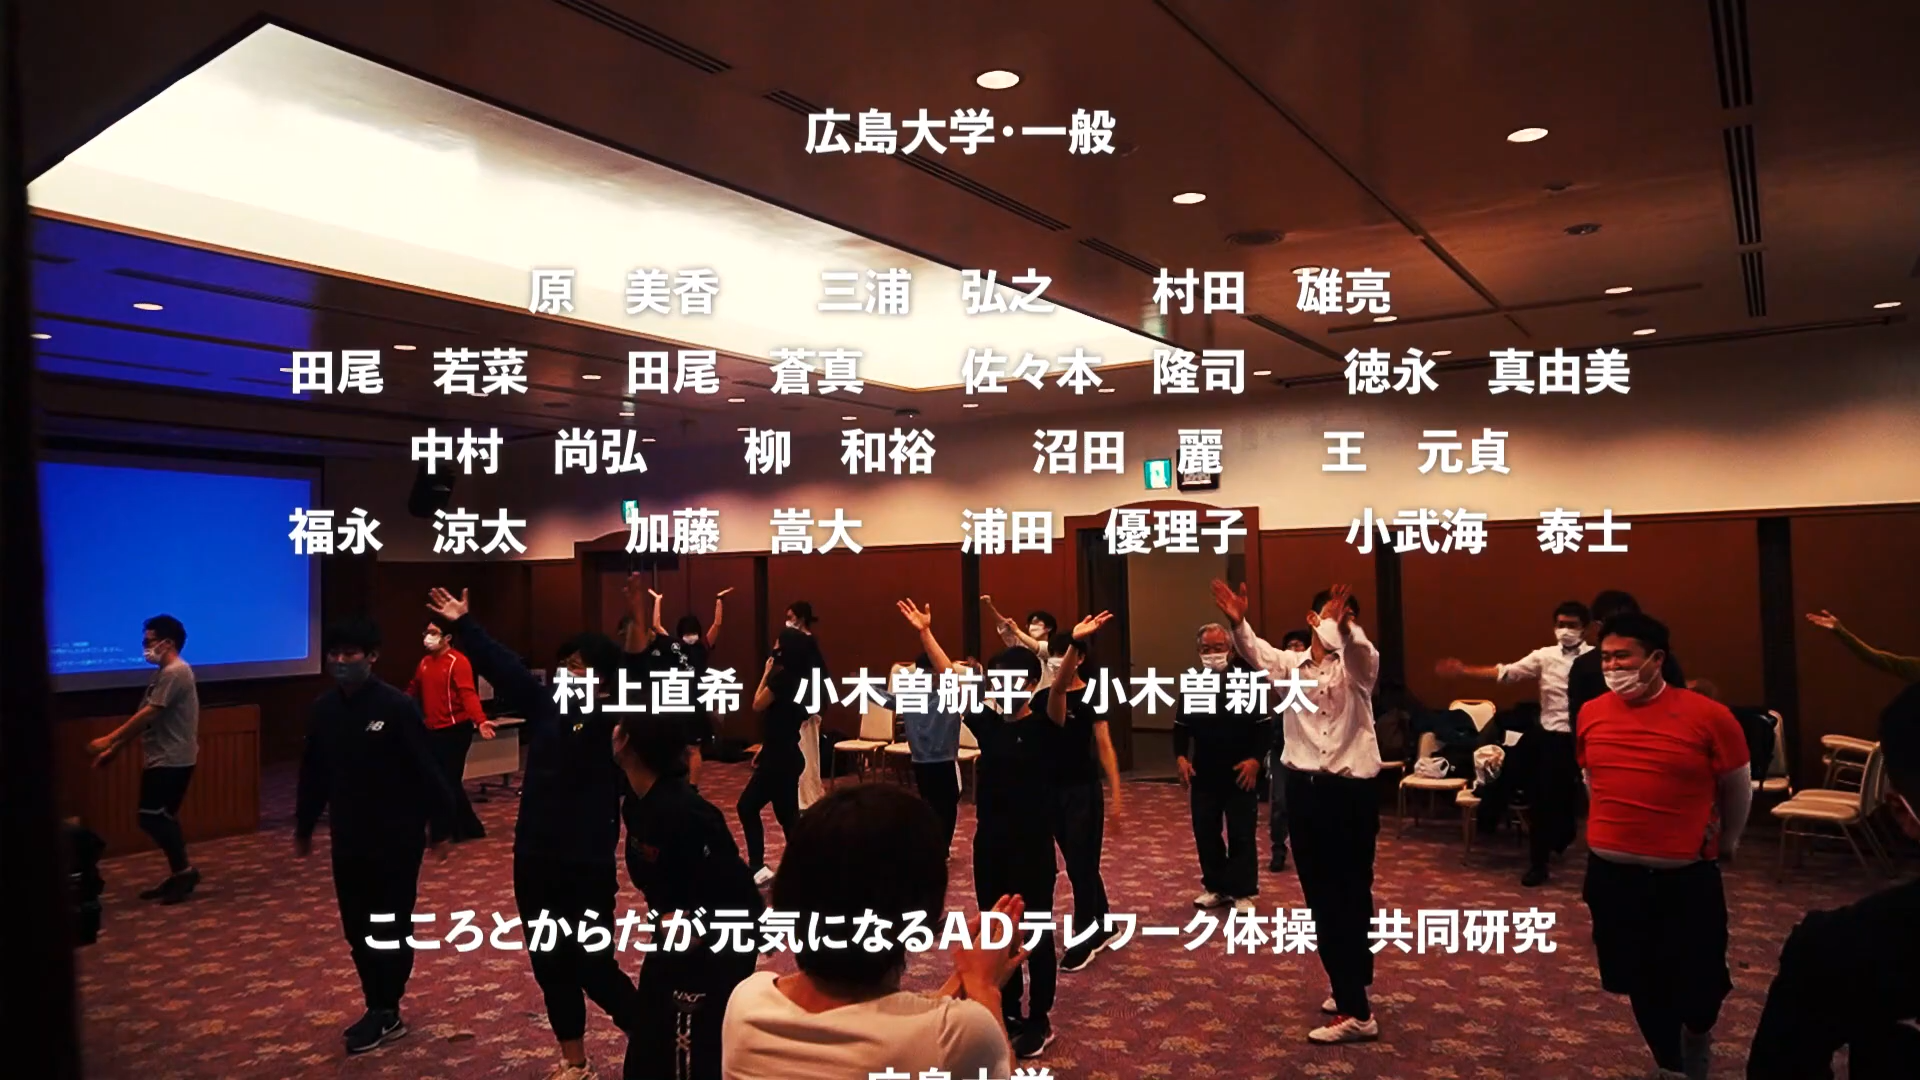 広島大学・一般
原　美香　　三浦　弘之　　村田　雄亮
田尾　若菜　　田尾　蒼真　　佐々本　隆司　　徳永　真由美
中村　尚弘　　柳　和裕　　沼田　麗　　王　元貞
福永　涼太　　加藤　嵩大　　浦田　優理子　　小武海　泰士
村上直希　小木曽航平　小木曽新太
こころとからだが元気になるADテレワーク体操　共同研究
広島大学